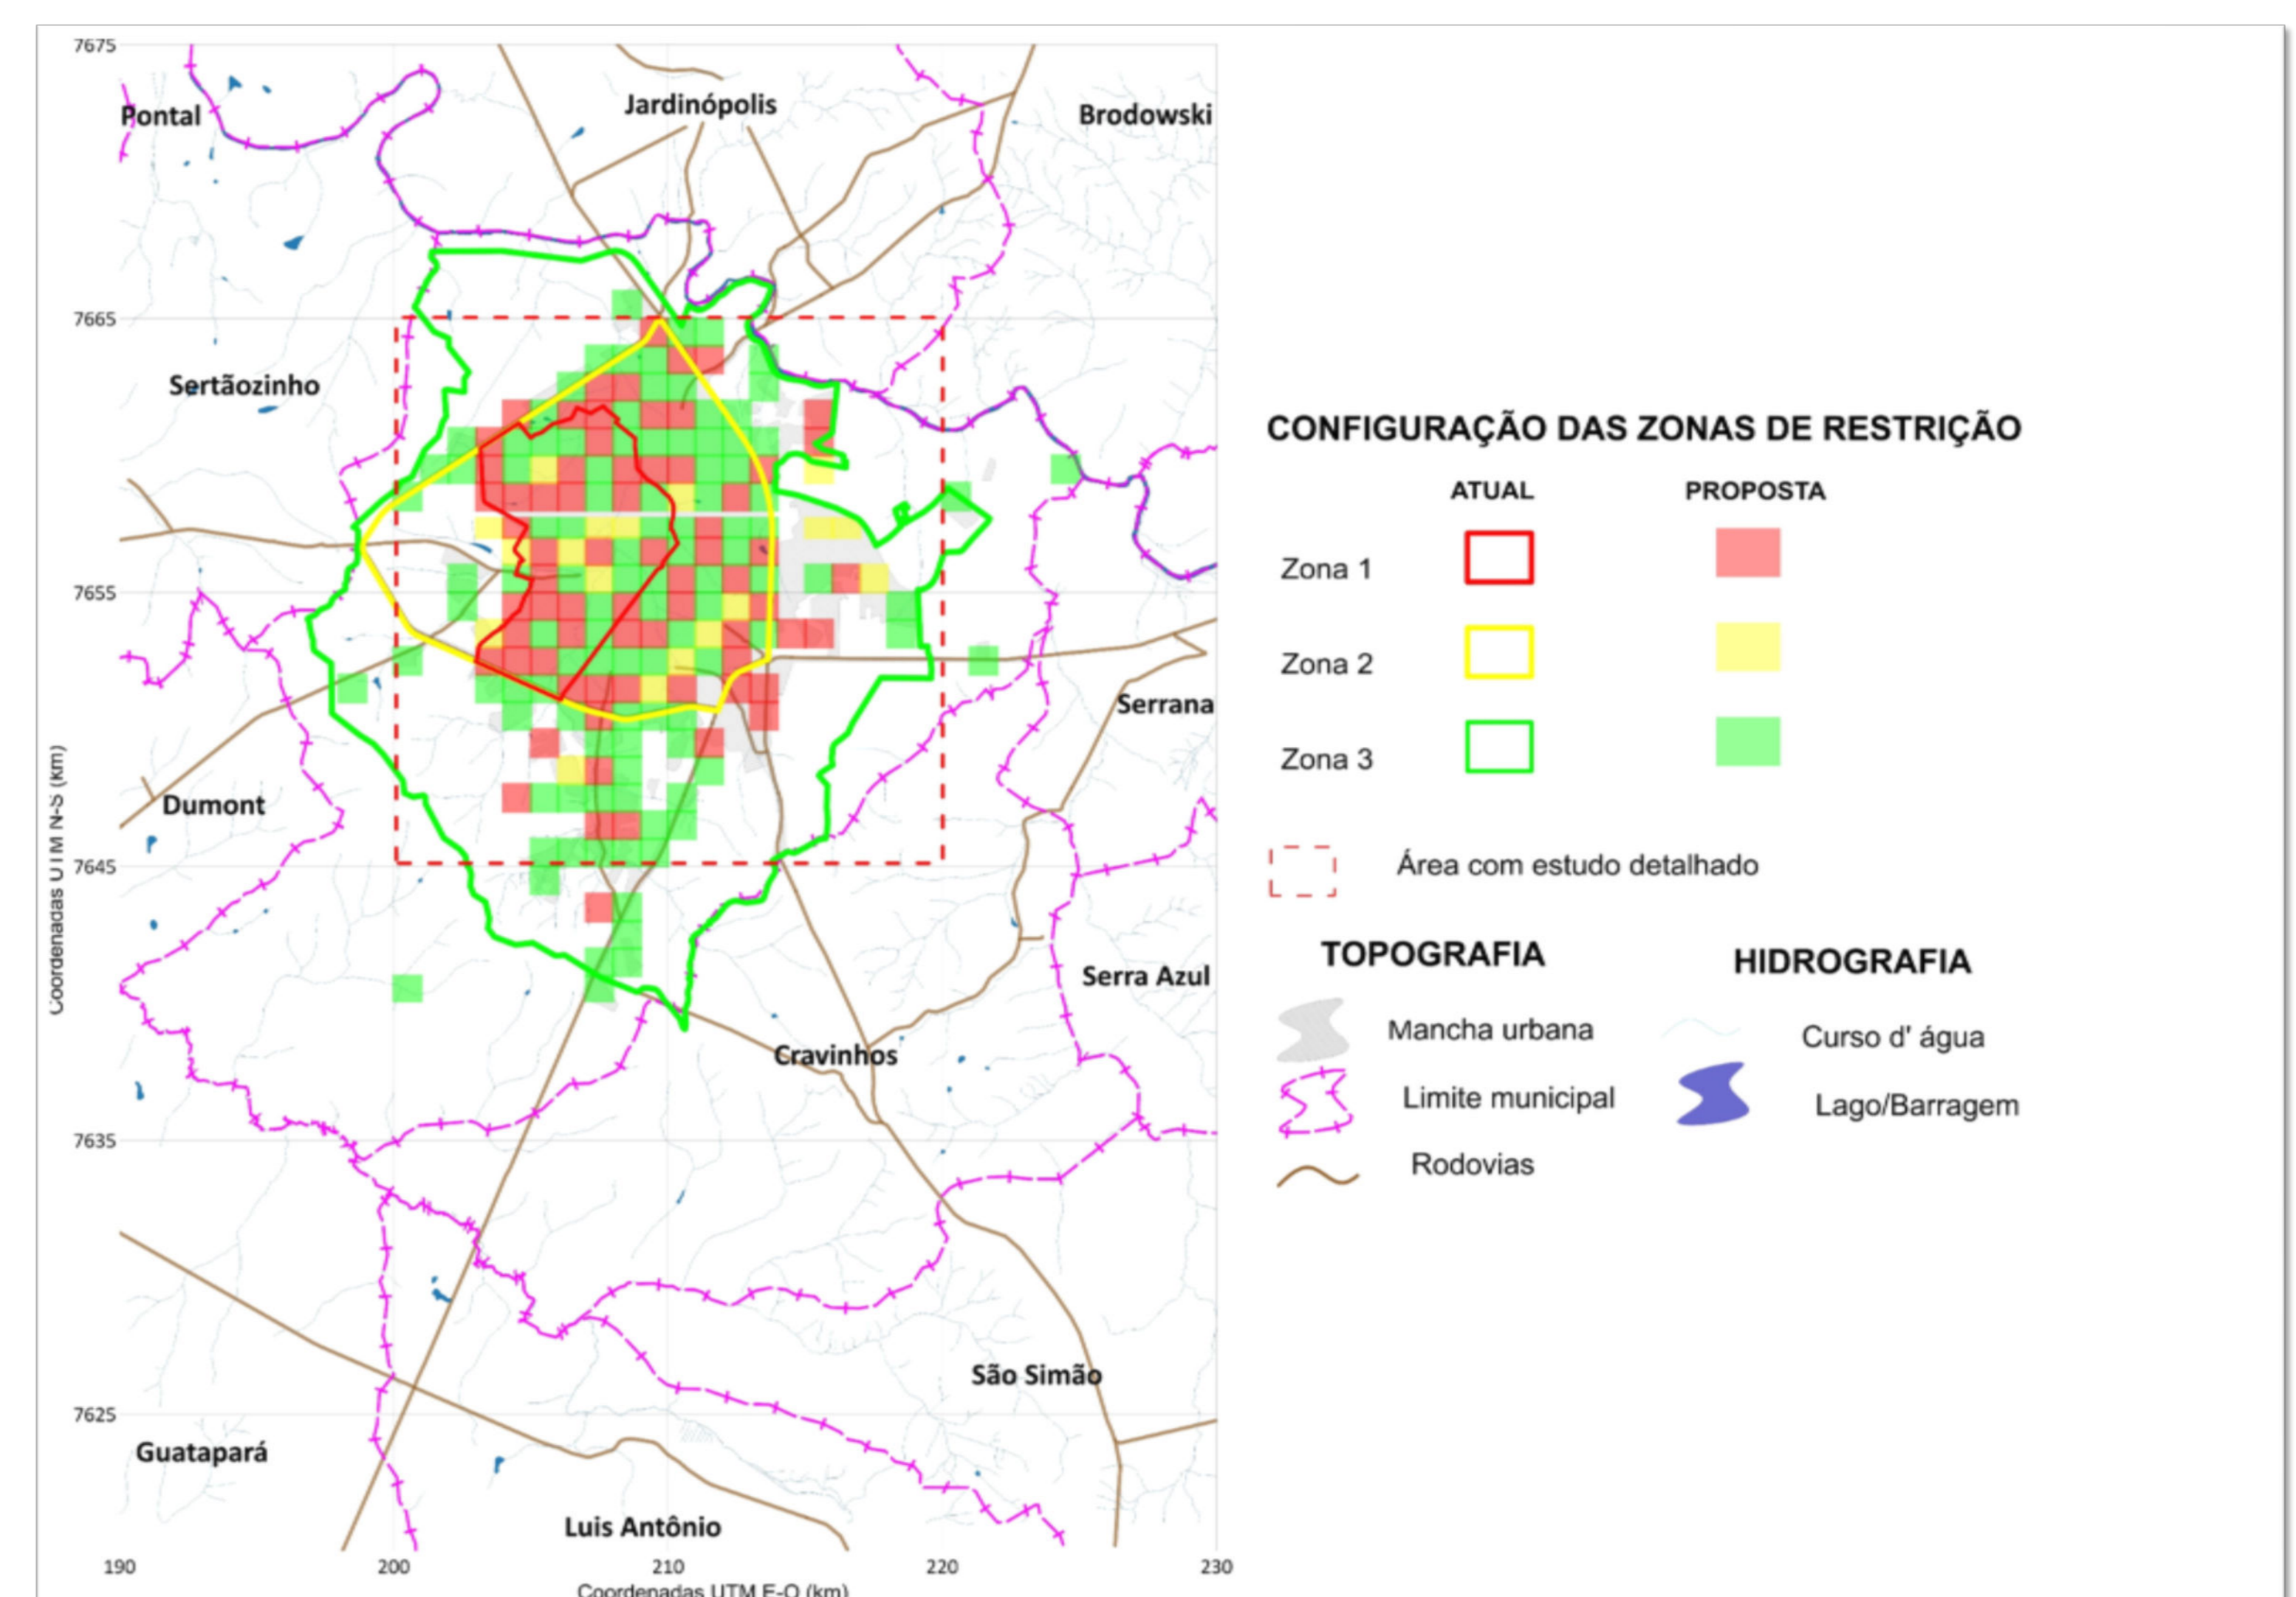 7675
Pontal
Jardinópolis
Brodowski
7665
Sertãozinho
7655
Serrana
Dumont
7645
Serra Azul
Cravinhos
7635
São Simão
7625
Guatapará
Luis Antônio
190
200
210
220
230
Coordenadas UTM N-S (km)
Coordenadas UTM E-O (km)
CONFIGURAÇÃO DAS ZONAS DE RESTRIÇÃO
ATUAL PROPOSTA
Zona 1
Zona 2
Zona 3
Área com estudo detalhado
TOPOGRAFIA
Mancha urbana
Limite municipal
Rodovias
HIDROGRAFIA
Curso d' água
Lago/Barragem